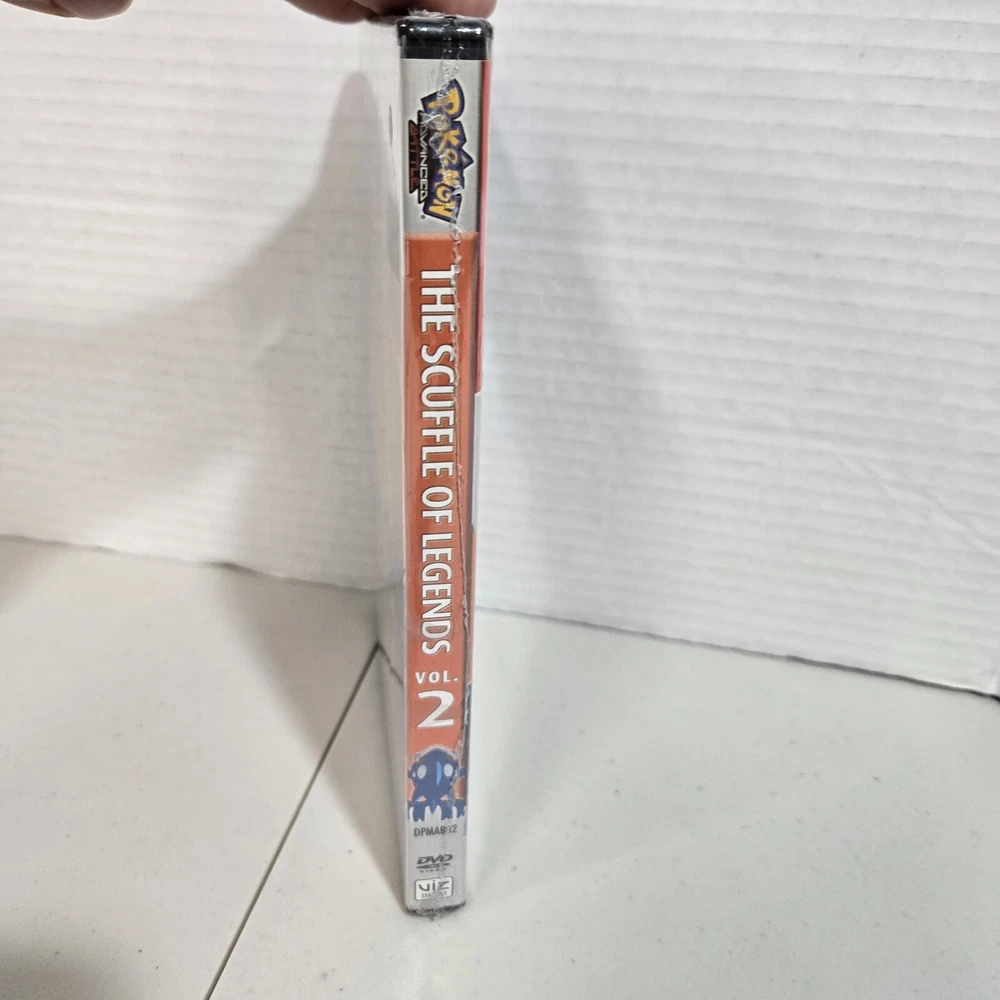 POKéMON
ADVANCED
BATTLE
THE SCUFFLE OF LEGENDS
VOL.
2
DPMAB02
DVD
VIDEO
VIZ